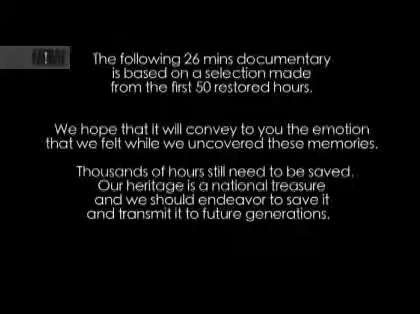 The following 26 mins documentary
is based on a selection made
from the first 50 restored hours.
We hope that it will convey to you the emotion
that we felt while we uncovered these memories.
Thousands of hours still need to be saved.
Our heritage is a national treasure
and we should endeavor to save it
and transmit it to future generations.